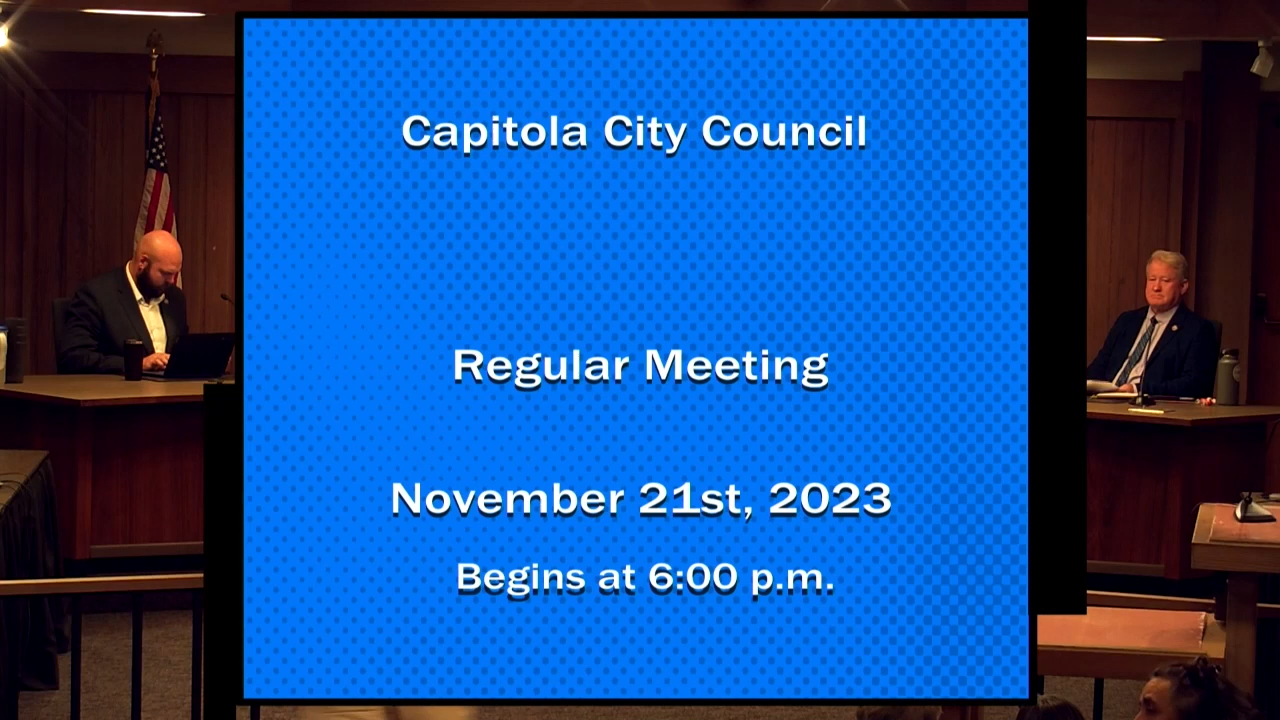 Capitola City Council
Regular Meeting
November 21st, 2023
Begins at 6:00 p.m.